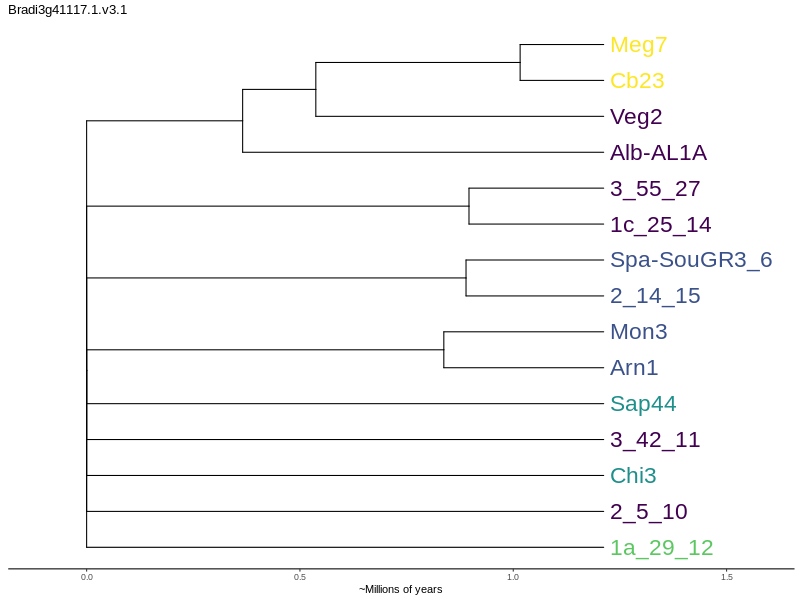 Bradi3g41117.1.v3.1
Meg7
Cb23
Veg2
Alb-AL1A
3_55_27
1c_25_14
Spa-SouGR3_6
2_14_15
Mon3
Arn1
Sap44
3_42_11
Chi3
2_5_10
1a_29_12
0.0 0.5 1.0 1.5
~Millions of years